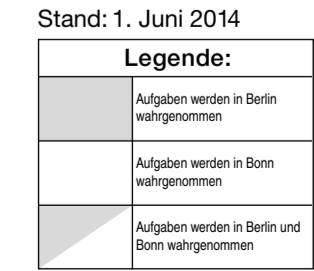 Stand: 1. Juni 2014
Legende:
Aufgaben werden in Berlin
wahrgenommen
Aufgaben werden in Bonn
wahrgenommen
Aufgaben werden in Berlin und
Bonn wahrgenommen